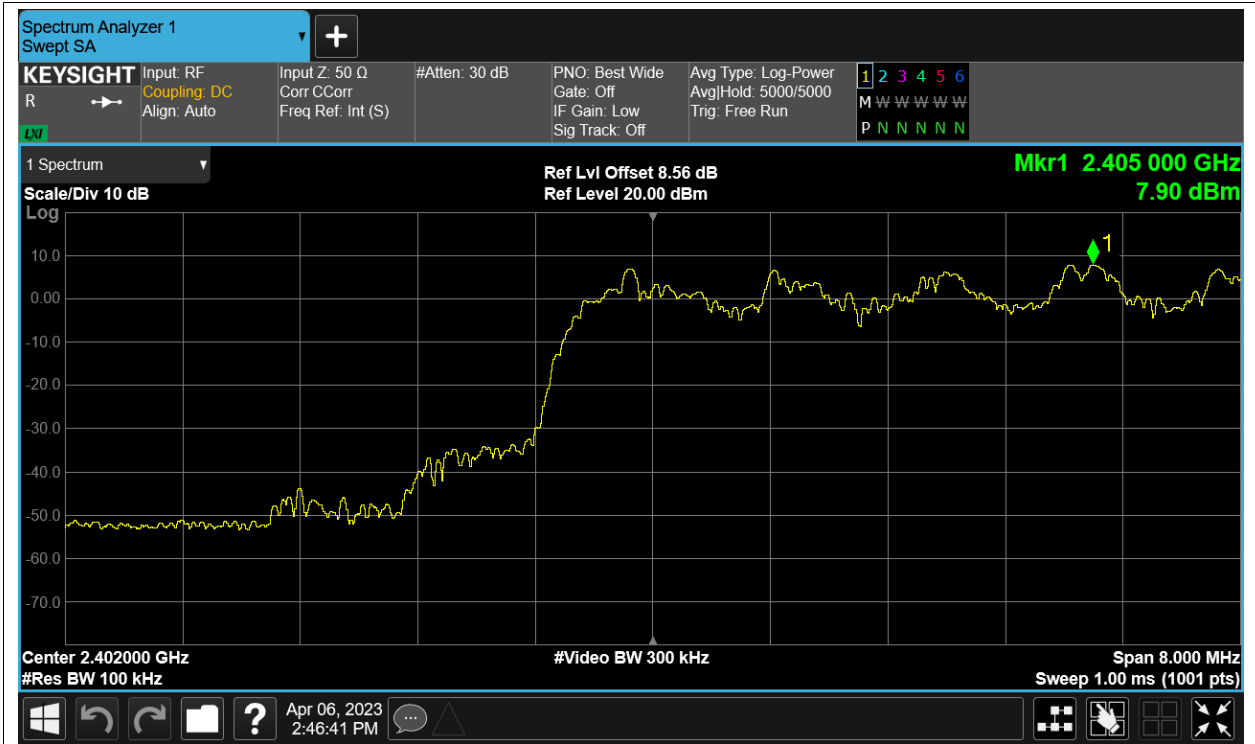 Spectrum Analyzer 1
Swept SA
KEYSIGHT
R
LXI
Input: RF
Coupling: DC
Align: Auto
Input Z: 50 Ω
Corr CCorr
Freq Ref: Int (S)
#Atten: 30 dB
PNO: Best Wide
Gate: Off
IF Gain: Low
Sig Track: Off
Avg Type: Log-Power
Avg|Hold: 5000/5000
Trig: Free Run
1 2 3 4 5 6
M W W W W W
P N N N N N
1 Spectrum
Scale/Div 10 dB
Log
Ref Lvl Offset 8.56 dB
Ref Level 20.00 dBm
Mkr1 2.405 000 GHz
7.90 dBm
1
10.0
0.00
-10.0
-20.0
-30.0
-40.0
-50.0
-60.0
-70.0
Center 2.402000 GHz
#Res BW 100 kHz
#Video BW 300 kHz
Span 8.000 MHz
Sweep 1.00 ms (1001 pts)
?
Apr 06, 2023
2:46:41 PM